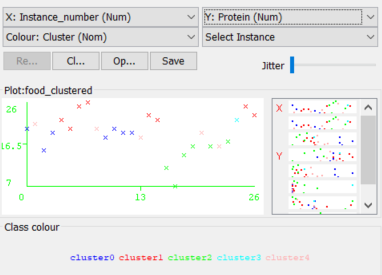 X: Instance_number (Num)
Y: Protein (Num)
Colour: Cluster (Nom)
Select Instance
Re...
Cl...
Op...
Save
Jitter
Plot:food_clustered
26
16.5
7
0
13
26
X
Y
Class colour
cluster0 cluster1 cluster2 cluster3 cluster4